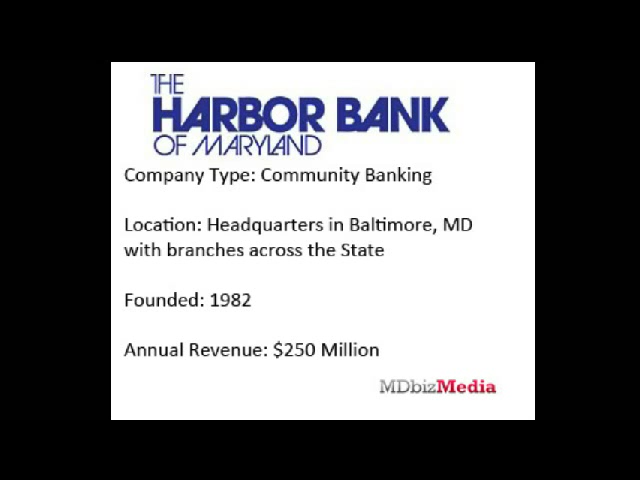 THE
HARBOR BANK
OF MARYLAND
Company Type: Community Banking
Location: Headquarters in Baltimore, MD
with branches across the State
Founded: 1982
Annual Revenue: $250 Million
MDbizMedia